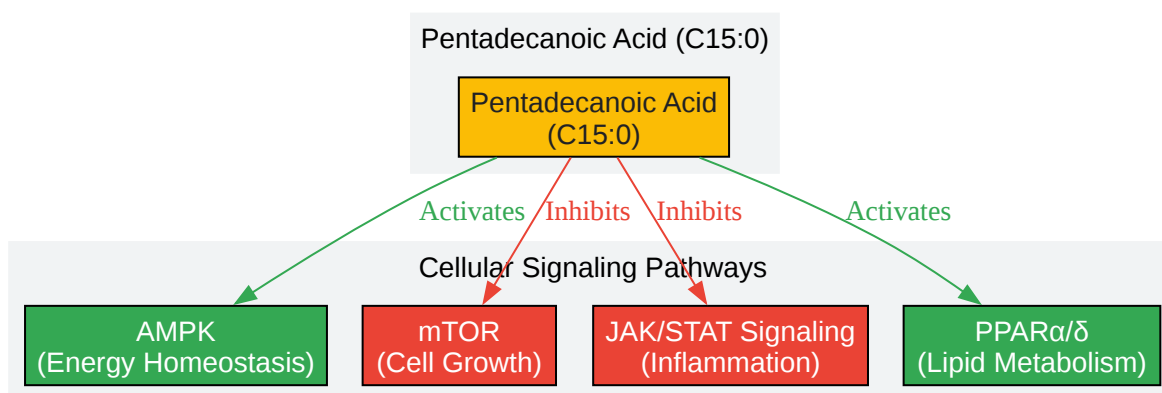 Pentadecanoic Acid (C15:0)
Pentadecanoic Acid
(C15:0)
Activates
Inhibits
Inhibits
Activates
Cellular Signaling Pathways
AMPK
(Energy Homeostasis)
mTOR
(Cell Growth)
JAK/STAT Signaling
(Inflammation)
PPARα/δ
(Lipid Metabolism)